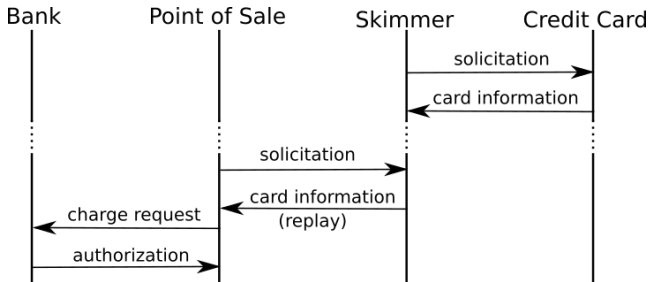 Bank
Point of Sale
Skimmer
Credit Card
solicitation
card information
solicitation
card information
(replay)
charge request
authorization